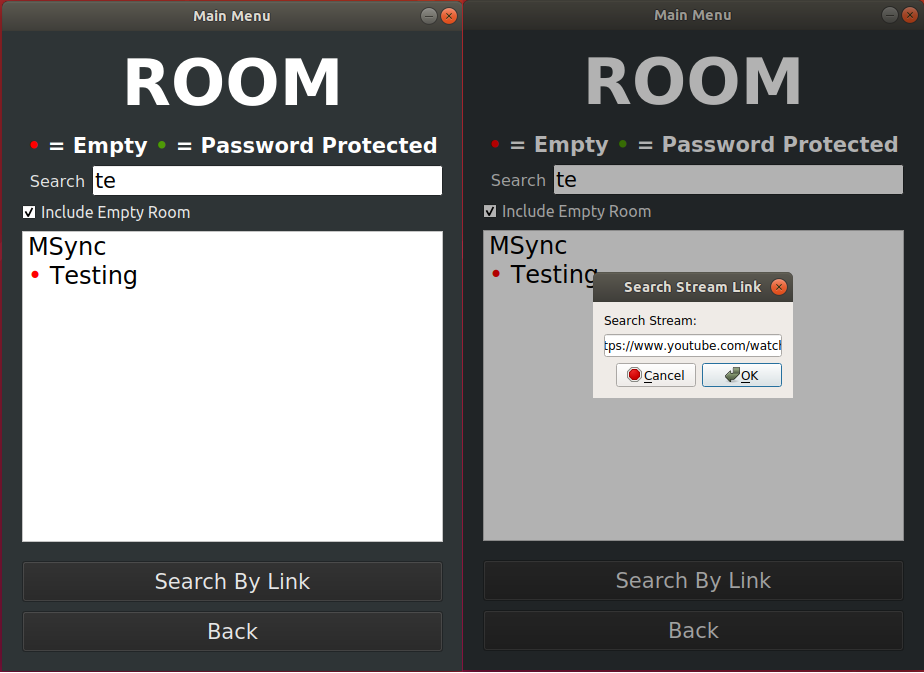 Main Menu
ROOM
• = Empty • = Password Protected
Search te
Include Empty Room
MSync
• Testing
Search By Link
Back
Main Menu
ROOM
• = Empty • = Password Protected
Search te
Include Empty Room
MSync
• Testing
Search Stream Link
Search Stream:
tps://www.youtube.com/watch
Cancel OK
Search By Link
Back